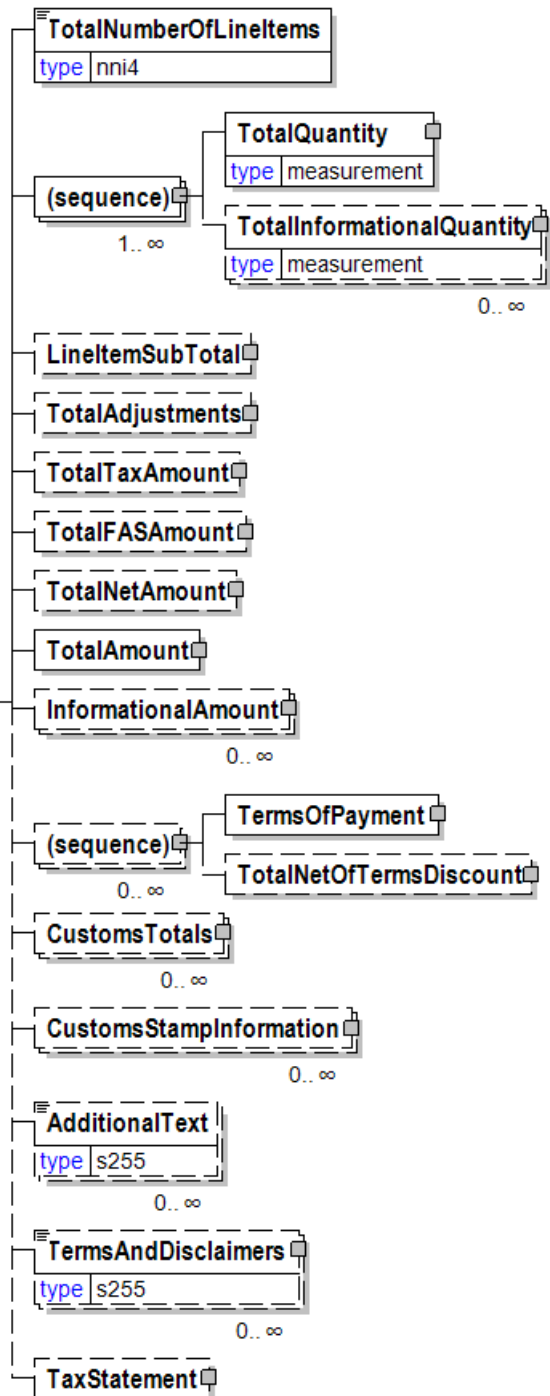 TotalNumberOfLineItems
type nni4
TotalQuantity
type measurement
(sequence)
1.. ∞
TotalInformationalQuantity
type measurement
0.. ∞
LineItemSubTotal
TotalAdjustments
TotalTaxAmount
TotalFASAmount
TotalNetAmount
TotalAmount
InformationalAmount
0.. ∞
TermsOfPayment
(sequence)
0.. ∞
TotalNetOfTermsDiscount
CustomsTotals
0.. ∞
CustomsStampInformation
0.. ∞
AdditionalText
type s255
0.. ∞
TermsAndDisclaimers
type s255
0.. ∞
TaxStatement